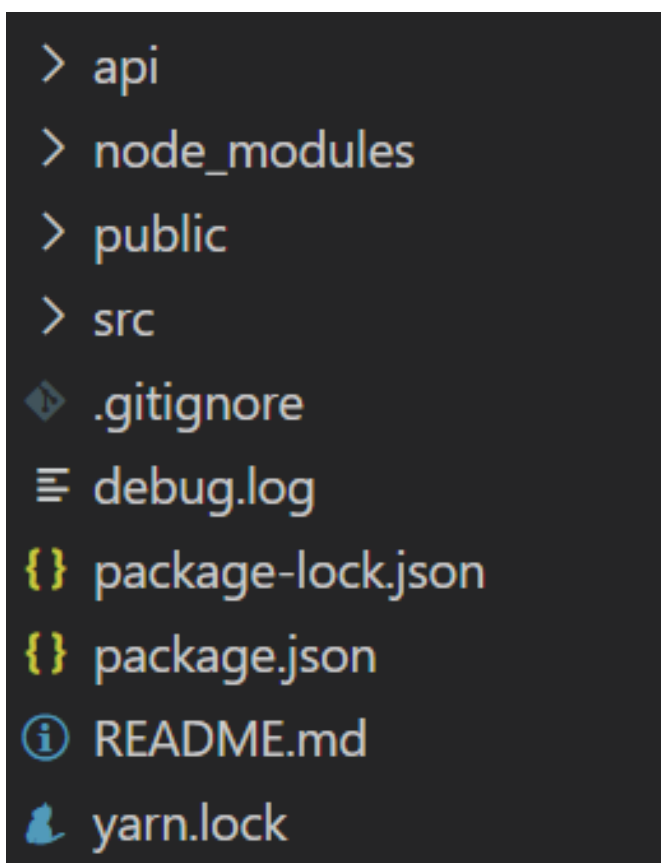 api
node_modules
public
src
.gitignore
debug.log
package-lock.json
package.json
README.md
yarn.lock